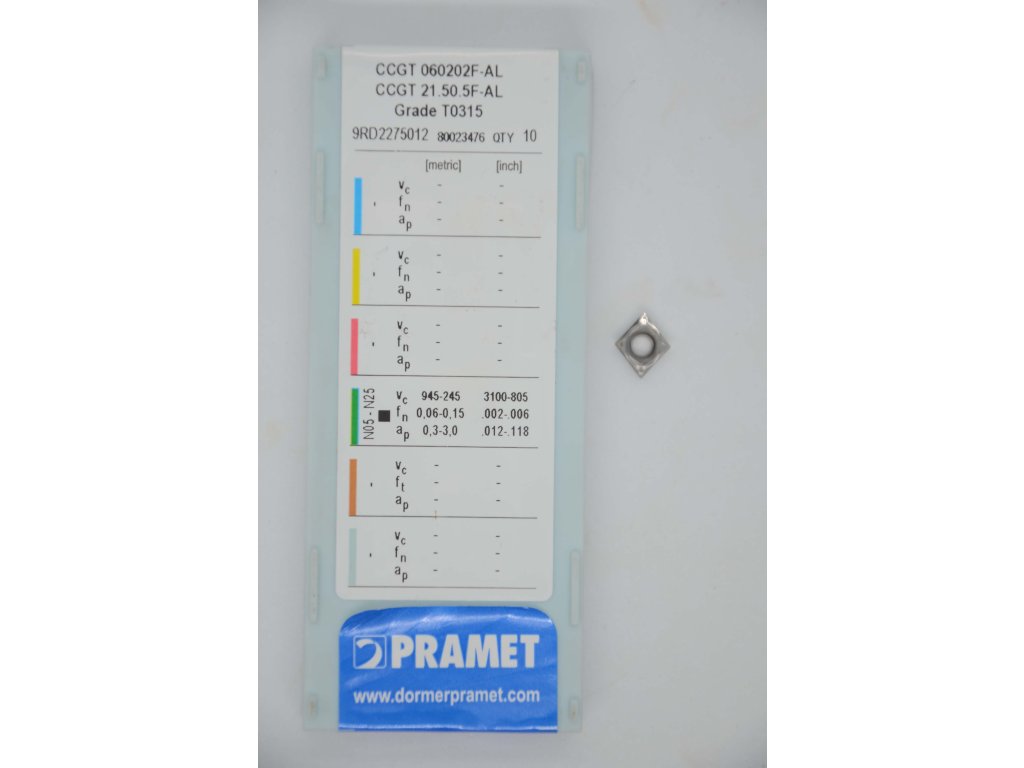 CCGT 060202F-AL
CCGT 21.50.5F-AL
Grade T0315
9RD2275012 80023476 QTY 10
[metric] [inch]
vc - -
fn - -
ap - -
vc - -
fn - -
ap - -
vc - -
fn - -
ap - -
N05 - N25
vc 945-245 3100-805
fn 0,06-0,15 .002-.006
ap 0,3-3,0 .012-.118
vc - -
ft - -
ap - -
vc - -
fn - -
ap - -
PRAMET
www.dormerpramet.com